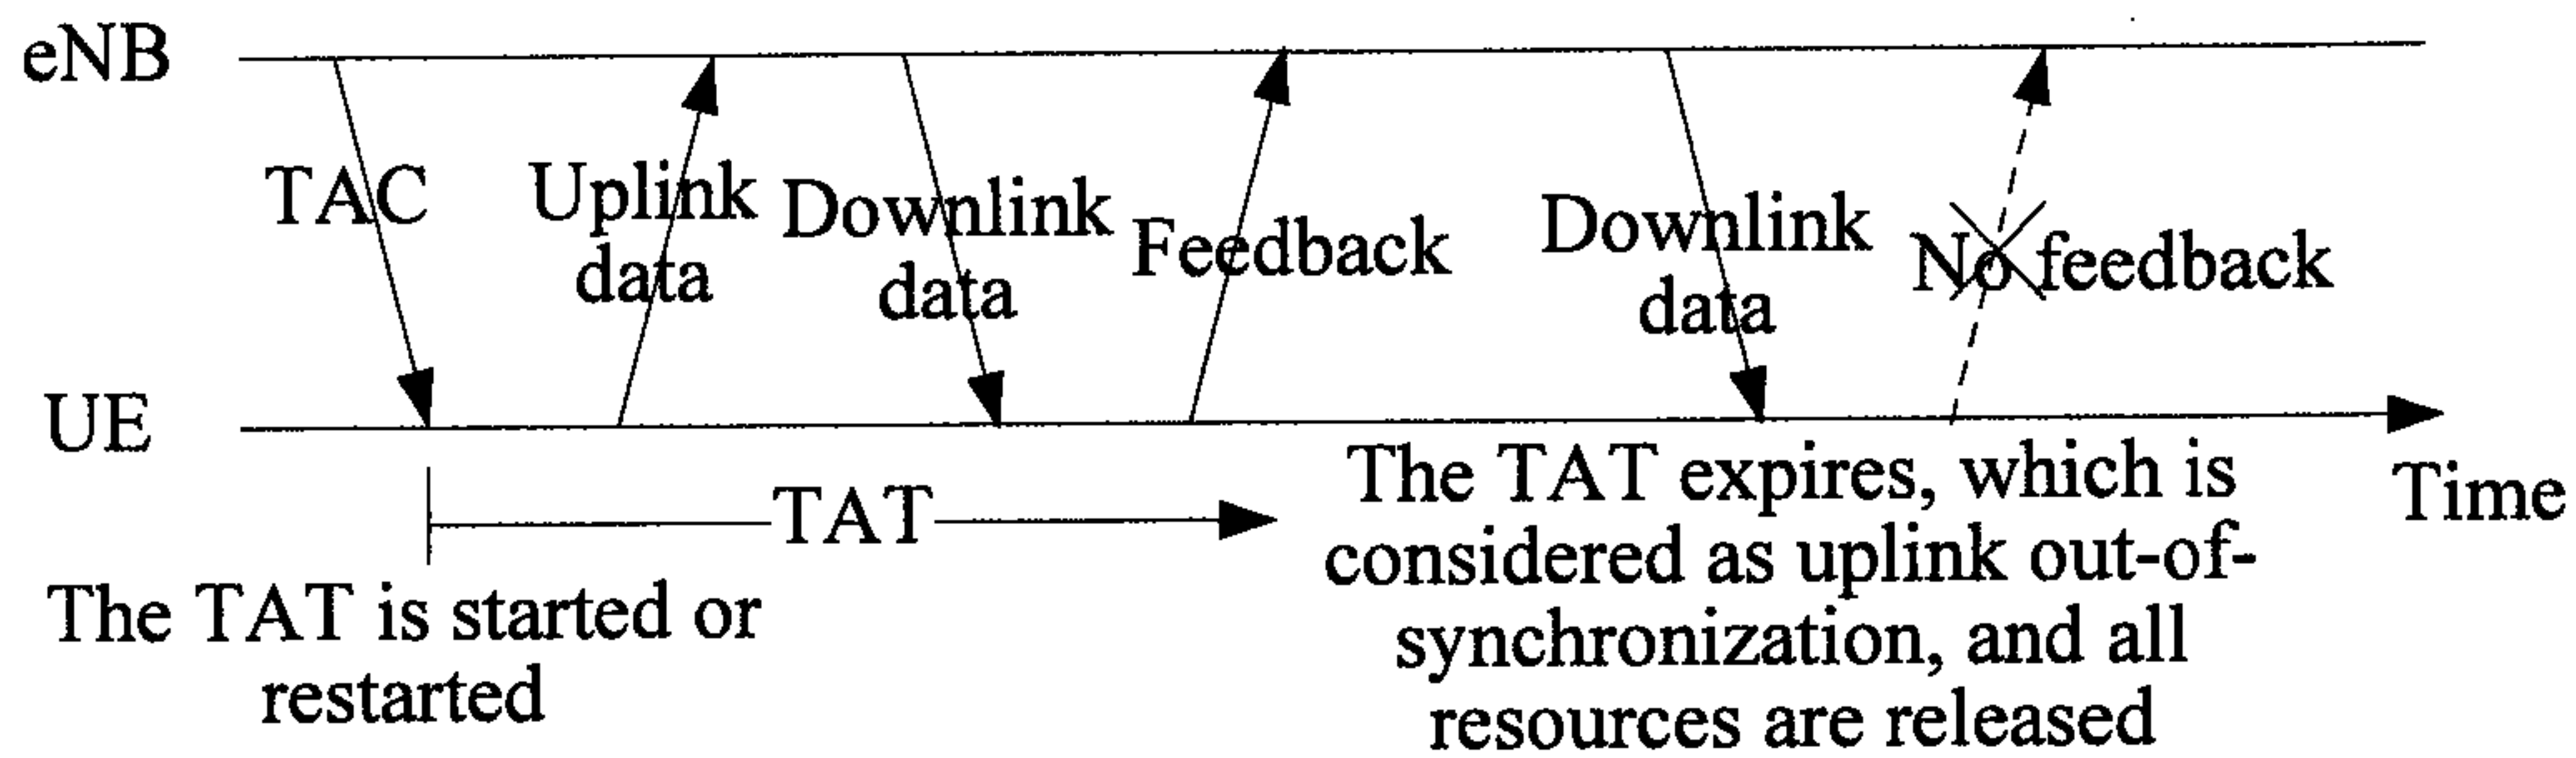 eNB
TAC
Uplink
data
Downlink
data
Feedback
Downlink
data
No feedback
UE
Time
TAT
The TAT is started or
restarted
The TAT expires, which is
considered as uplink out-of-
synchronization, and all
resources are released